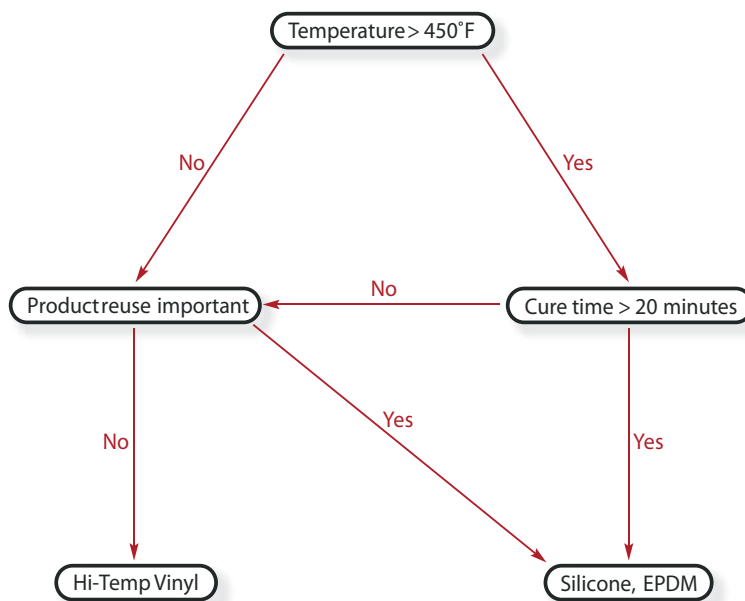 Temperature > 450˚F
No
Yes
Product reuse important
No
Cure time > 20 minutes
No
Yes
Yes
Hi-Temp Vinyl
Silicone, EPDM